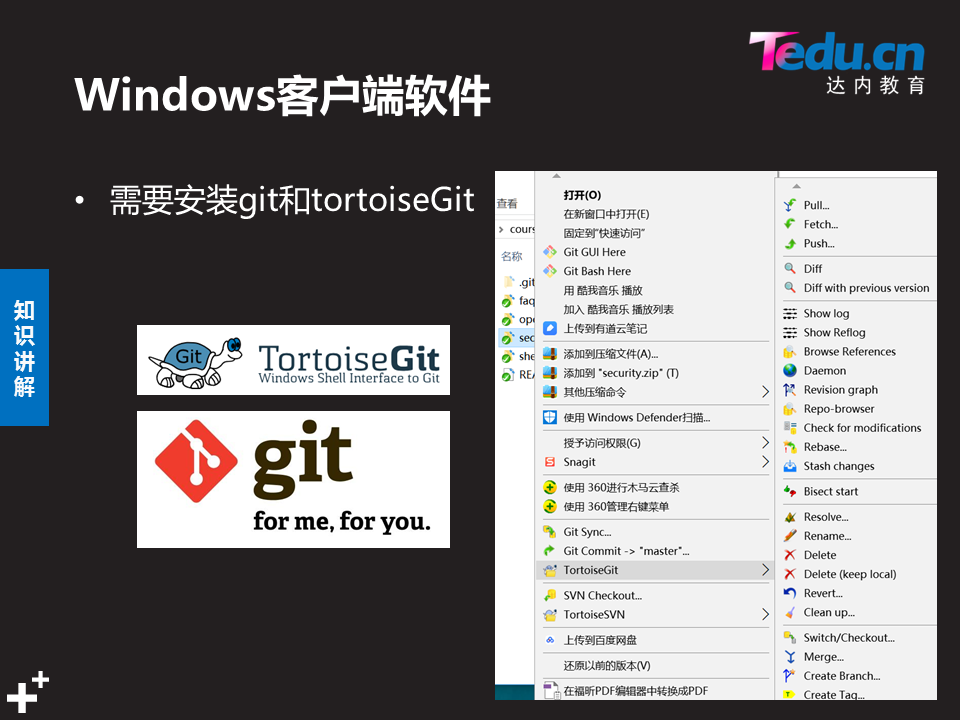 Tedu.cn
达内教育
Windows客户端软件
• 需要安装git和tortoiseGit
知识讲解
Git
TortoiseGit
Windows Shell Interface to Git
git
for me, for you.
查看
cours
名称
.git
faq
ope
sec
she
REA
打开(O)
在新窗口中打开(E)
固定到"快速访问"
Git GUI Here
Git Bash Here
用 酷我音乐 播放
加入 酷我音乐 播放列表
上传到有道云笔记
添加到压缩文件(A)...
添加到 "security.zip" (T)
其他压缩命令
使用 Windows Defender扫描...
授予访问权限(G)
Snagit
使用 360进行木马云查杀
使用 360管理右键菜单
Git Sync...
Git Commit -> "master"...
TortoiseGit
SVN Checkout...
TortoiseSVN
上传到百度网盘
还原以前的版本(V)
在福昕PDF编辑器中转换成PDF
Pull...
Fetch...
Push...
Diff
Diff with previous version
Show log
Show Reflog
Browse References
Daemon
Revision graph
Repo-browser
Check for modifications
Rebase...
Stash changes
Bisect start
Resolve...
Rename...
Delete
Delete (keep local)
Revert...
Clean up...
Switch/Checkout...
Merge...
Create Branch...
Create Tag...